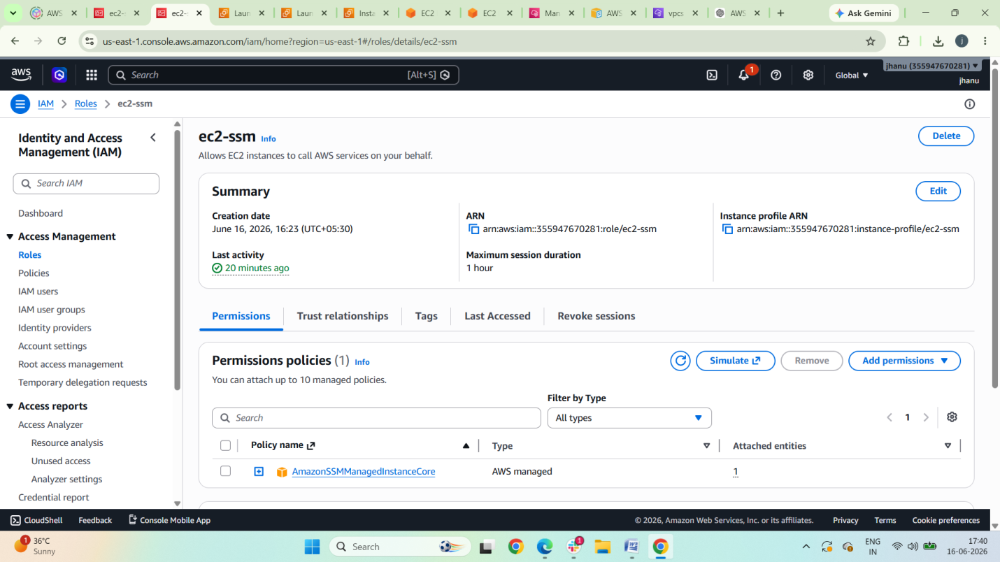 AWS
ec2-
ec2-
Laun
Laun
Insta
EC2
EC2
Man
AWS
vpcs
AWS
Ask Gemini
us-east-1.console.aws.amazon.com/iam/home?region=us-east-1#/roles/details/ec2-ssm
j
aws
Search
[Alt+S]
1
Global
jhanu (355947670281)
jhanu
IAM
Roles
ec2-ssm
Identity and Access
Management (IAM)
Search IAM
Dashboard
Access Management
Roles
Policies
IAM users
IAM user groups
Identity providers
Account settings
Root access management
Temporary delegation requests
Access reports
Access Analyzer
Resource analysis
Unused access
Analyzer settings
Credential report
ec2-ssm Info
Delete
Allows EC2 instances to call AWS services on your behalf.
Summary
Edit
Creation date
June 16, 2026, 16:23 (UTC+05:30)
Last activity
20 minutes ago
ARN
arn:aws:iam::355947670281:role/ec2-ssm
Maximum session duration
1 hour
Instance profile ARN
arn:aws:iam::355947670281:instance-profile/ec2-ssm
Permissions
Trust relationships
Tags
Last Accessed
Revoke sessions
Permissions policies (1) Info
Simulate
Remove
Add permissions
You can attach up to 10 managed policies.
Filter by Type
Search
All types
1
Policy name
Type
Attached entities
AmazonSSMManagedInstanceCore
AWS managed
1
CloudShell
Feedback
Console Mobile App
© 2026, Amazon Web Services, Inc. or its affiliates.
Privacy
Terms
Cookie preferences
1
36°C
Sunny
Search
1
ENG
IN
17:40
16-06-2026